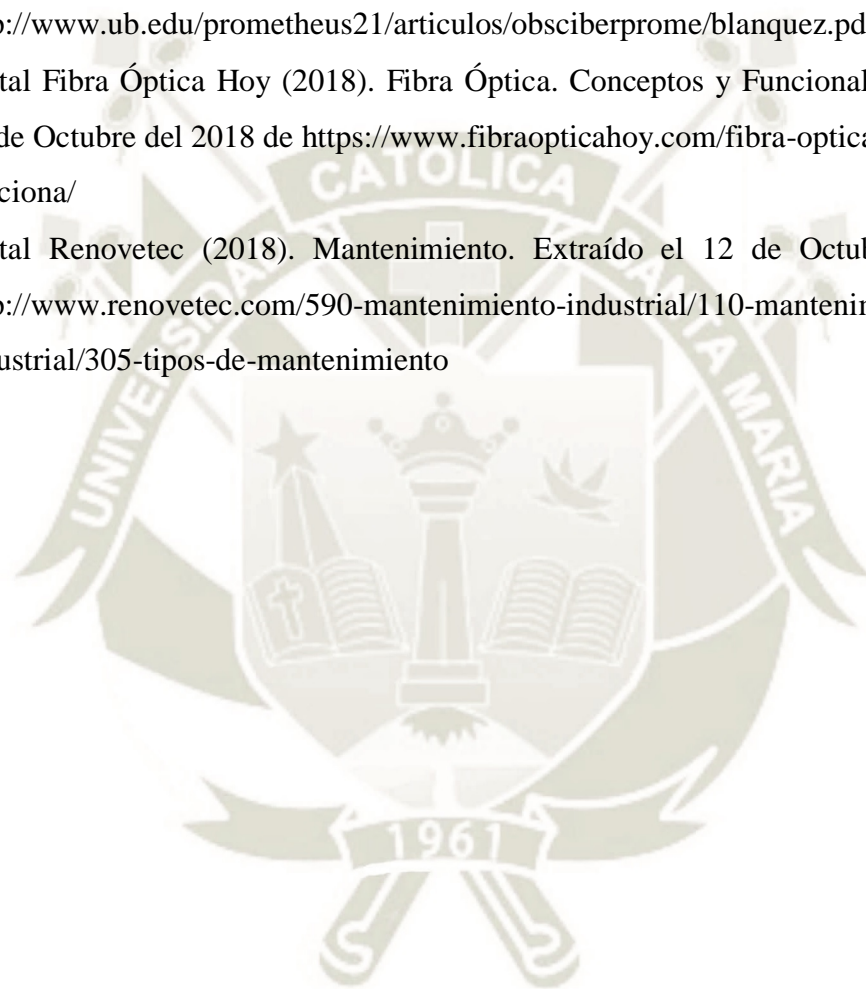 p://www.ub.edu/prometheus21/articulos/obsciberprome/blanquez.pd
tal Fibra Óptica Hoy (2018). Fibra Óptica. Conceptos y Funcional
de Octubre del 2018 de https://www.fibraopticahoy.com/fibra-optica
ciona/
tal Renovetec (2018). Mantenimiento. Extraído el 12 de Octub
p://www.renovetec.com/590-mantenimiento-industrial/110-mantenin
ustrial/305-tipos-de-mantenimiento
UNIVERSIDAD CATOLICA SANTA MARIA
1961